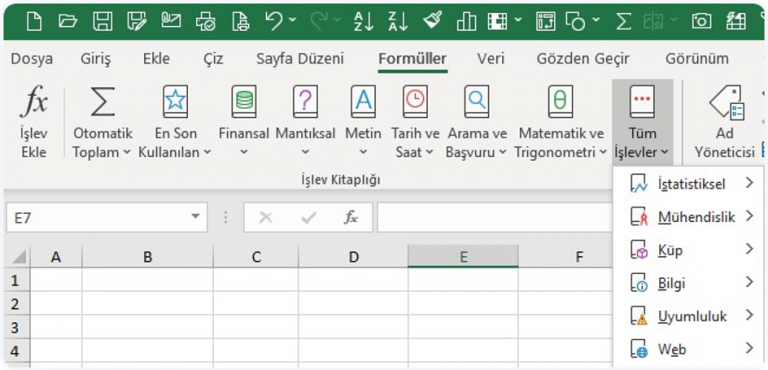 Dosya Giriş Ekle Çiz Sayfa Düzeni Formüller Veri Gözden Geçir Görünüm
fx Σ ? A θ
İşlev Otomatik En Son Finansal Mantıksal Metin Tarih ve Arama ve Matematik ve Tüm Ad
Ekle Toplam Kullanılan Saat Başvuru Trigonometri İşlevler Yöneticisi
İşlev Kitaplığı
İstatistiksel
Mühendislik
Küp
Bilgi
Uyumluluk
Web
E7 fx
A B C D E F
1
2
3
4